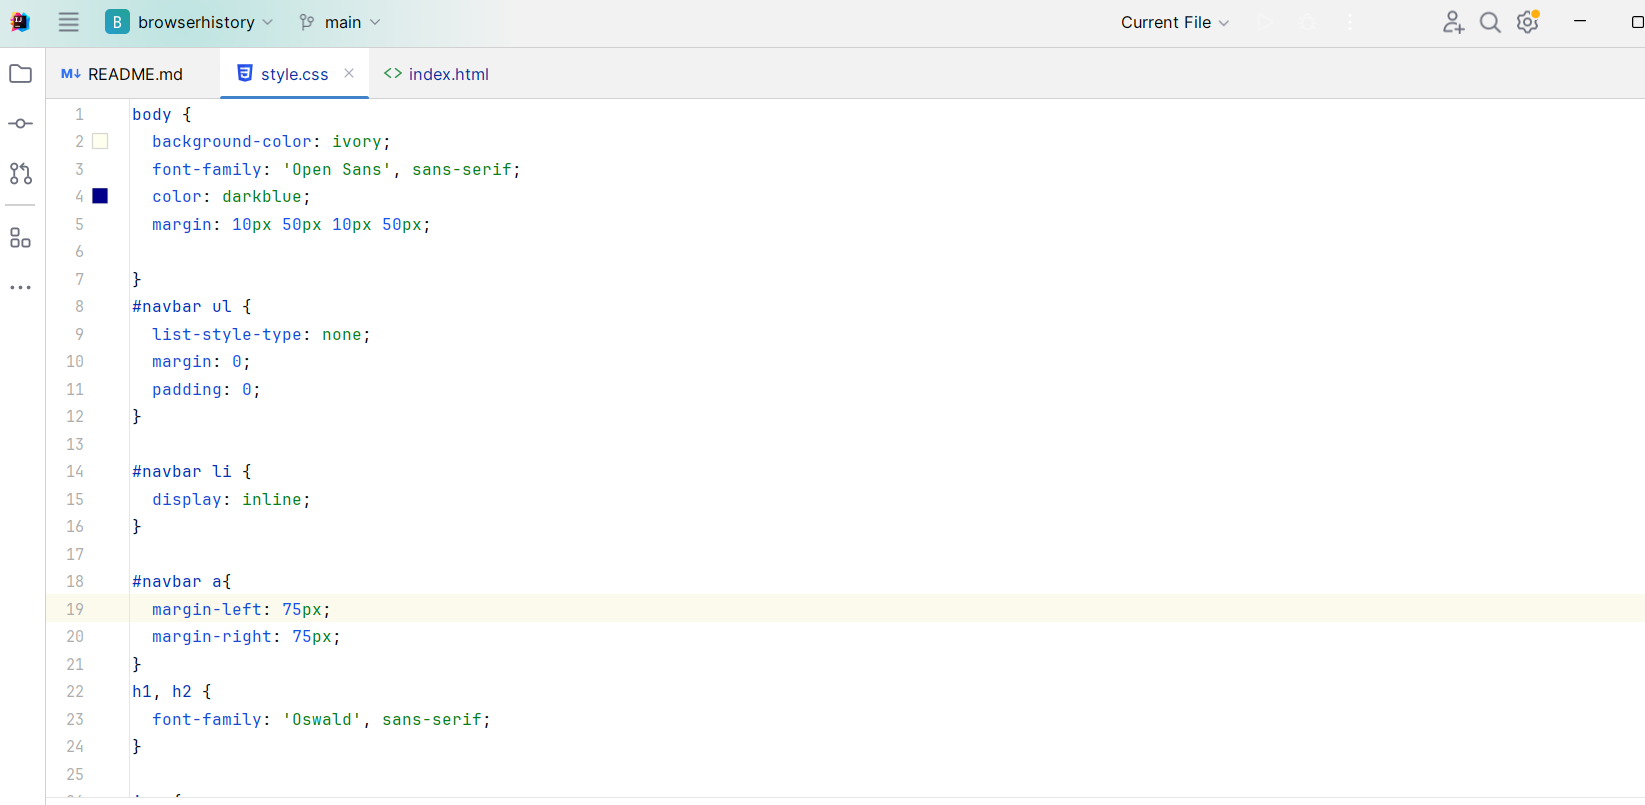 browserhistory main Current File
README.md style.css index.html
1 body {
2 background-color: ivory;
3 font-family: 'Open Sans', sans-serif;
4 color: darkblue;
5 margin: 10px 50px 10px 50px;
6
7 }
8 #navbar ul {
9 list-style-type: none;
10 margin: 0;
11 padding: 0;
12 }
13
14 #navbar li {
15 display: inline;
16 }
17
18 #navbar a{
19 margin-left: 75px;
20 margin-right: 75px;
21 }
22 h1, h2 {
23 font-family: 'Oswald', sans-serif;
24 }
25